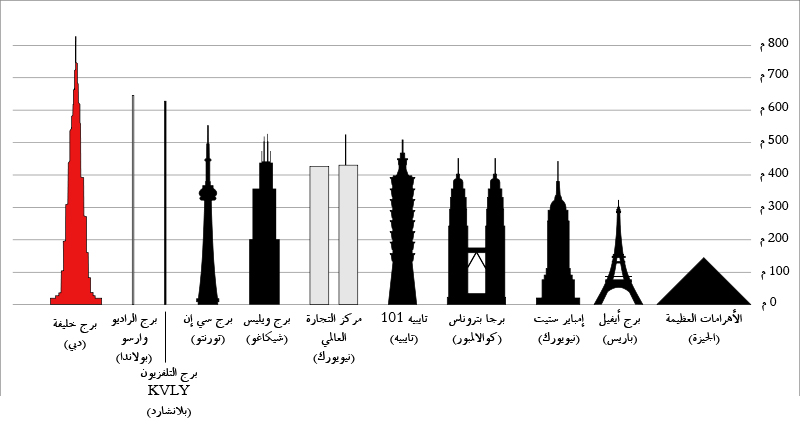 800 م
700 م
600 م
500 م
400 م
300 م
200 م
100 م
0 م
الأهرامات العظيمة
(الجيزة)
برج أيفيل
(باريس)
إمباير ستيت
(نيويورك)
برجا بتروناس
(كوالالمبور)
تايبيه 101
(تايبيه)
مركز التجارة
العالمي
(نيويورك)
برج ويليس
(شيكاغو)
برج سي إن
(تورنتو)
برج التلفزيون
KVLY
(بلانشارد)
برج الراديو
وارسو
(بولاندا)
برج خليفة
(دبي)